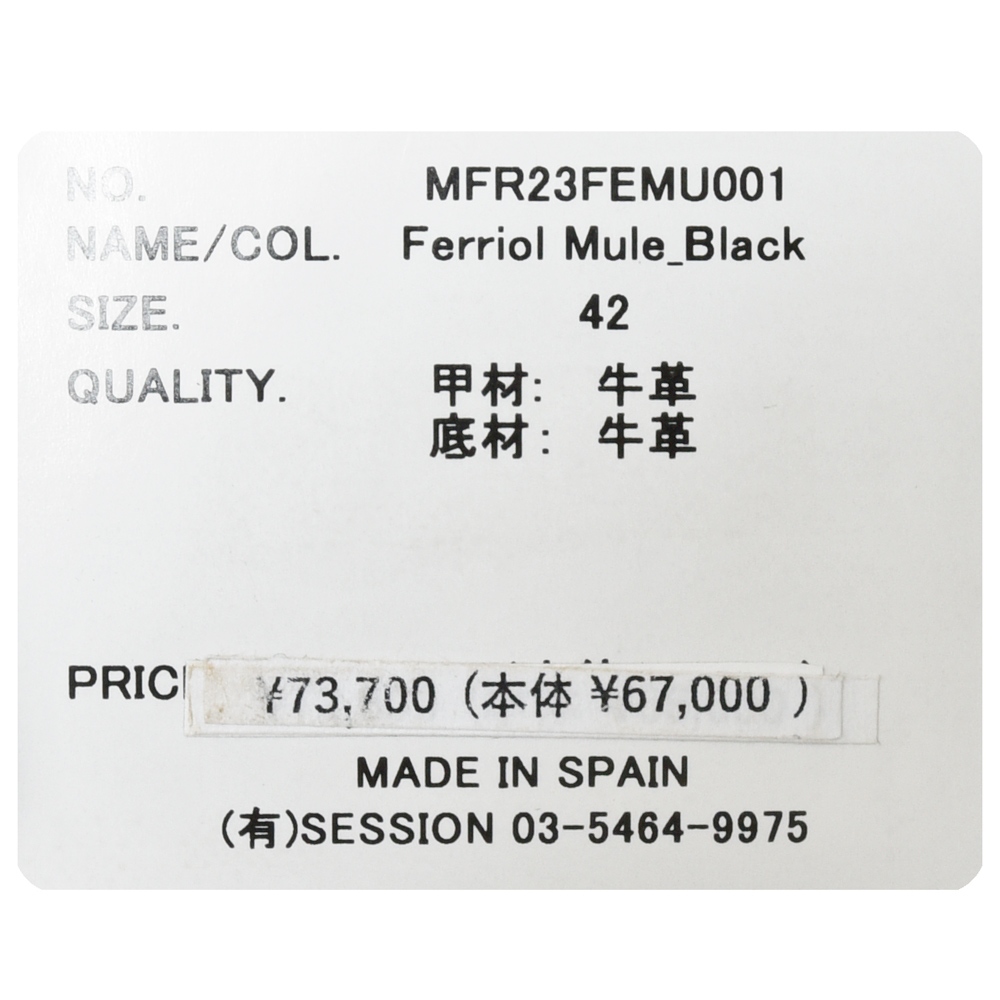 NO. MFR23FEMU001
NAME/COL. Ferriol Mule_Black
SIZE. 42
QUALITY. 甲材: 牛革
底材: 牛革
PRIC ¥73,700 (本体 ¥67,000 )
MADE IN SPAIN
(有)SESSION 03-5464-9975